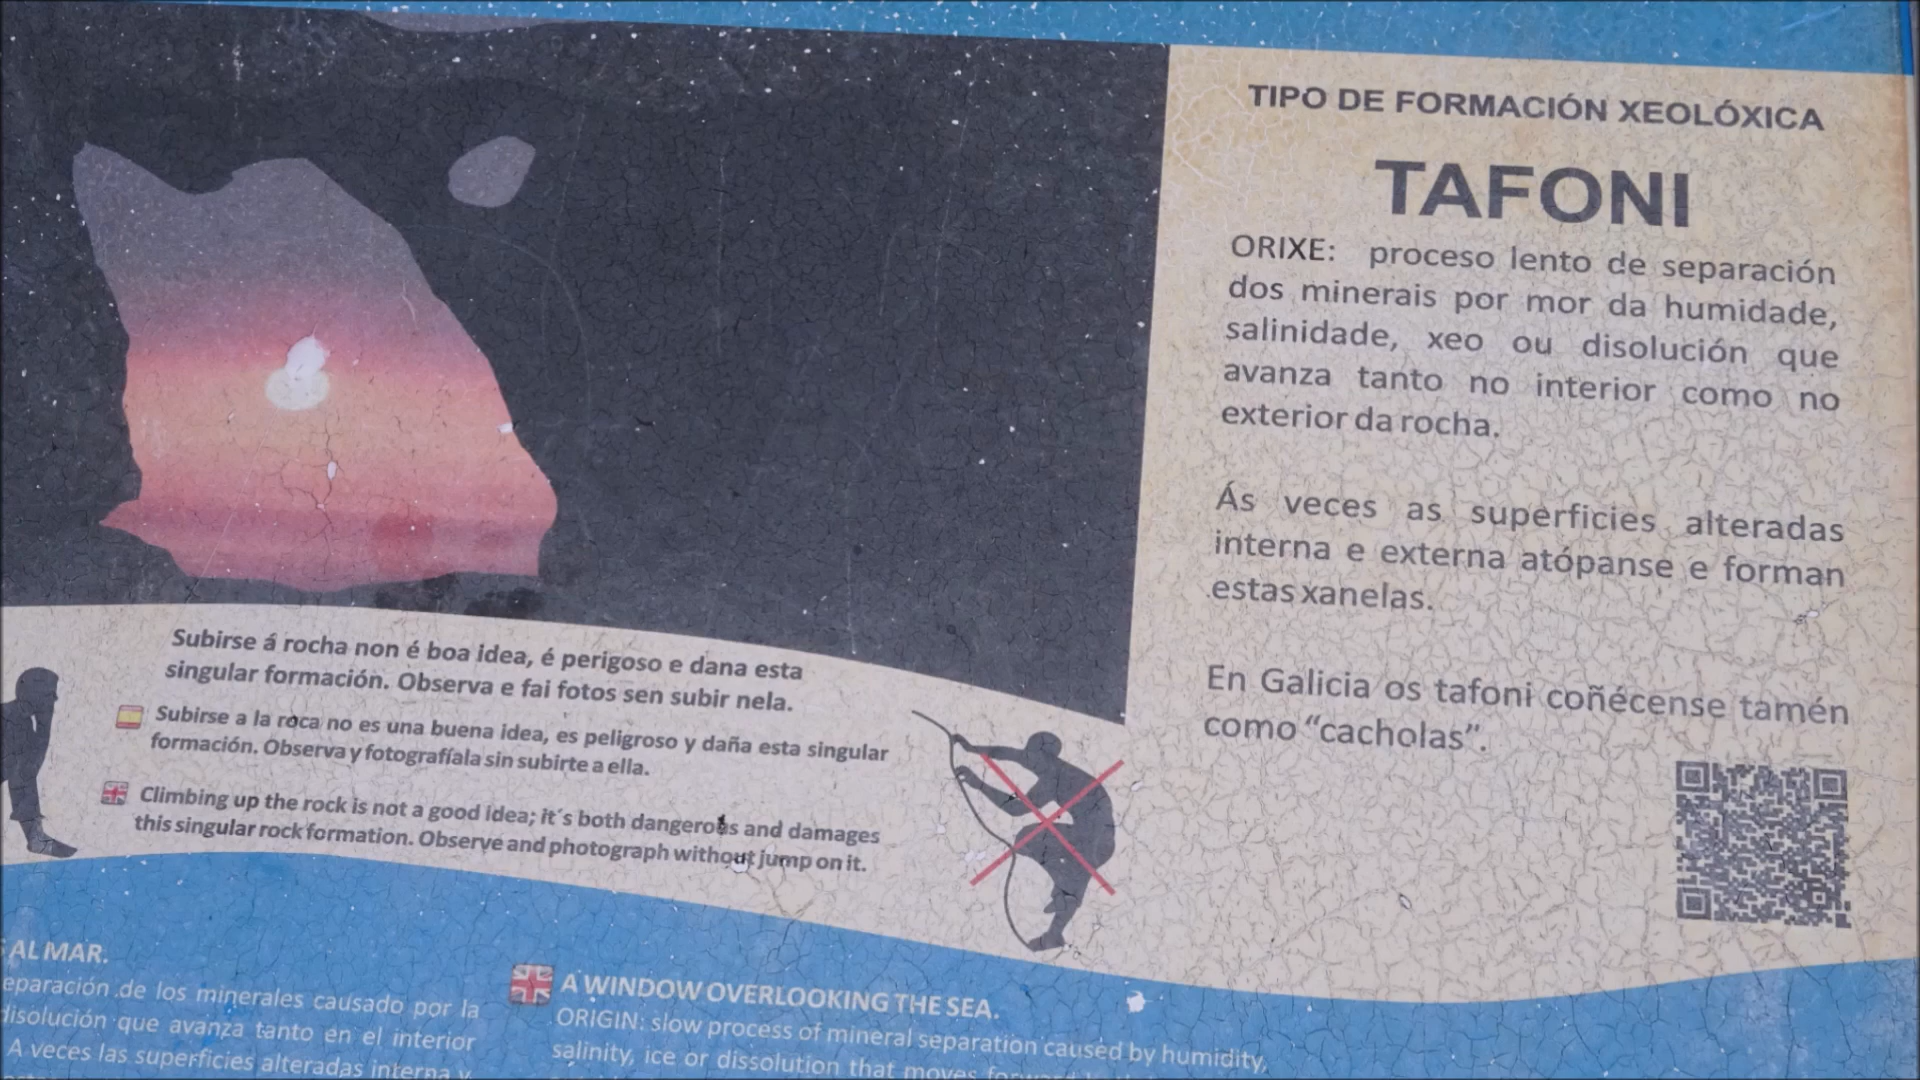 TIPO DE FORMACIÓN XEOLÓXICA
TAFONI
ORIXE: proceso lento de separación
dos minerais por mor da humidade,
salinidade, xeo ou disolución que
avanza tanto no interior como no
exterior da rocha.
Ás veces as superficies alteradas
interna e externa atópanse e forman
estas xanelas.
En Galicia os tafoni coñécense tamén
como “cacholas”.
Subirse á rocha non é boa idea, é perigoso e dana esta
singular formación. Observa e fai fotos sen subir nela.
Subirse a la roca no es una buena idea, es peligroso y daña esta singular
formación. Observa y fotografíala sin subirte a ella.
Climbing up the rock is not a good idea; it´s both dangerous and damages
this singular rock formation. Observe and photograph without jump on it.
AL MAR.
eparación de los minerales causado por la
disolución que avanza tanto en el interior
A veces las superficies alteradas interna y
A WINDOW OVERLOOKING THE SEA.
ORIGIN: slow process of mineral separation caused by humidity,
salinity, ice or dissolution that moves forward